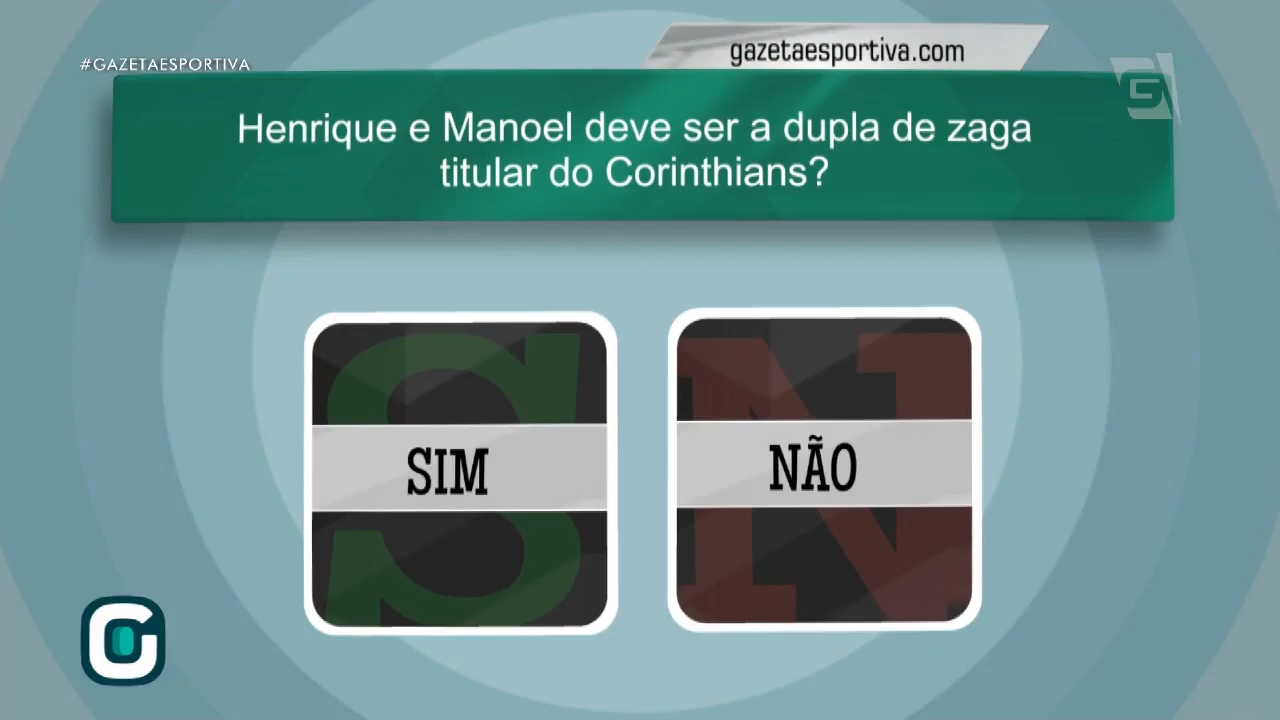 #GAZETAESPORTIVA
gazetaesportiva.com
Henrique e Manoel deve ser a dupla de zaga
titular do Corinthians?
SIM
NÃO